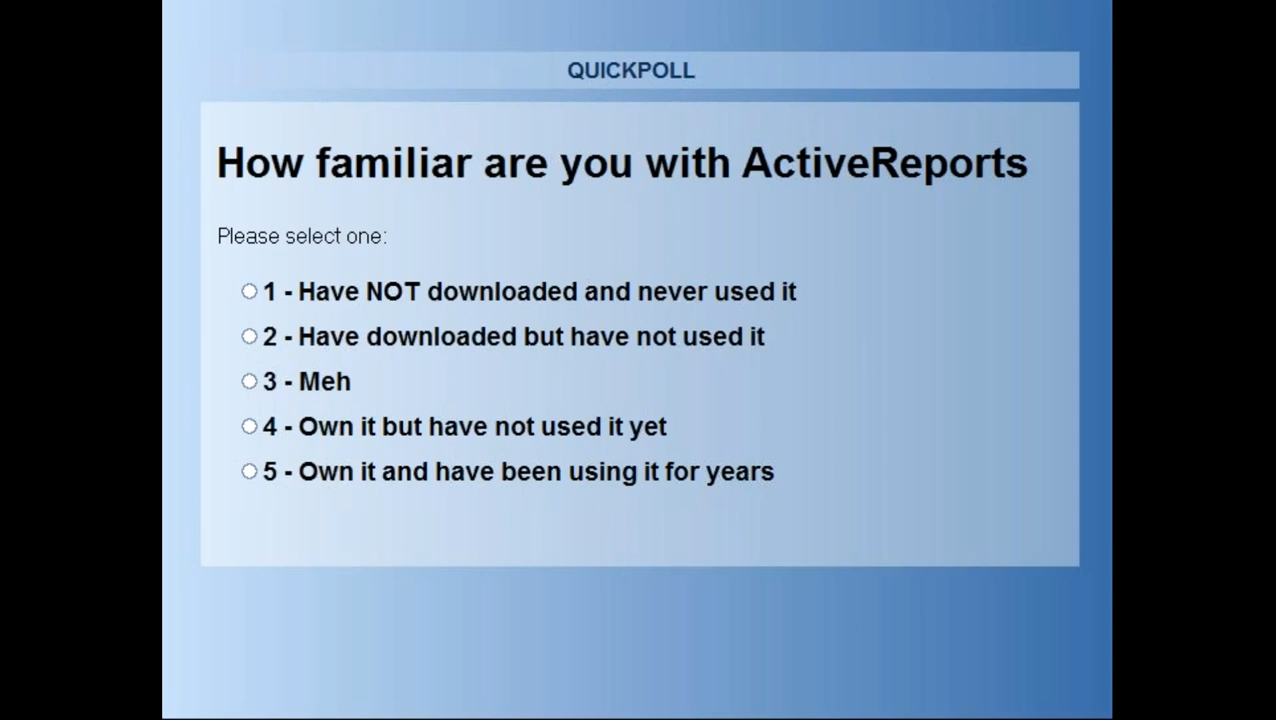 QUICKPOLL
How familiar are you with ActiveReports
Please select one:
1 - Have NOT downloaded and never used it
2 - Have downloaded but have not used it
3 - Meh
4 - Own it but have not used it yet
5 - Own it and have been using it for years